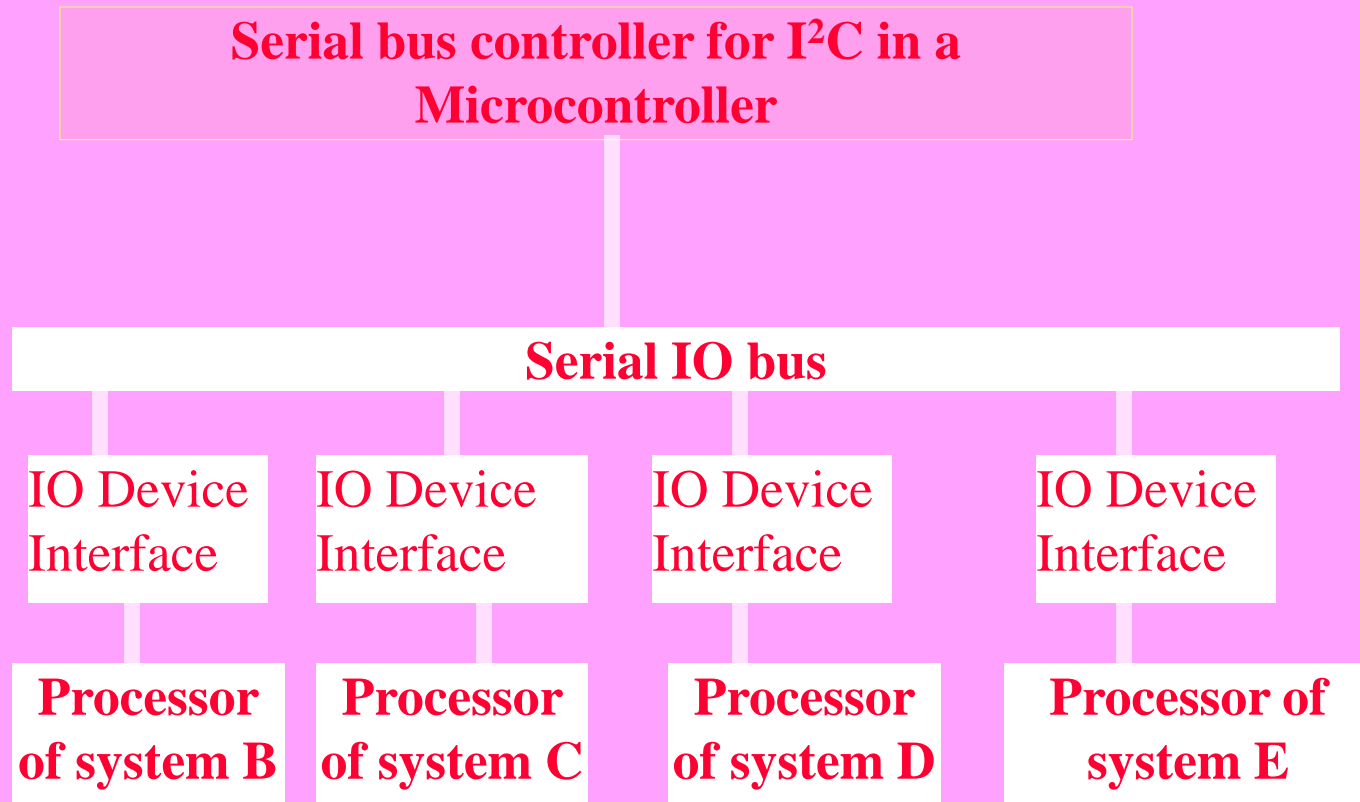 Serial bus controller for I²C in a
Microcontroller
Serial IO bus
IO Device
Interface
IO Device
Interface
IO Device
Interface
IO Device
Interface
Processor
of system B
Processor
of system C
Processor
of system D
Processor of
system E